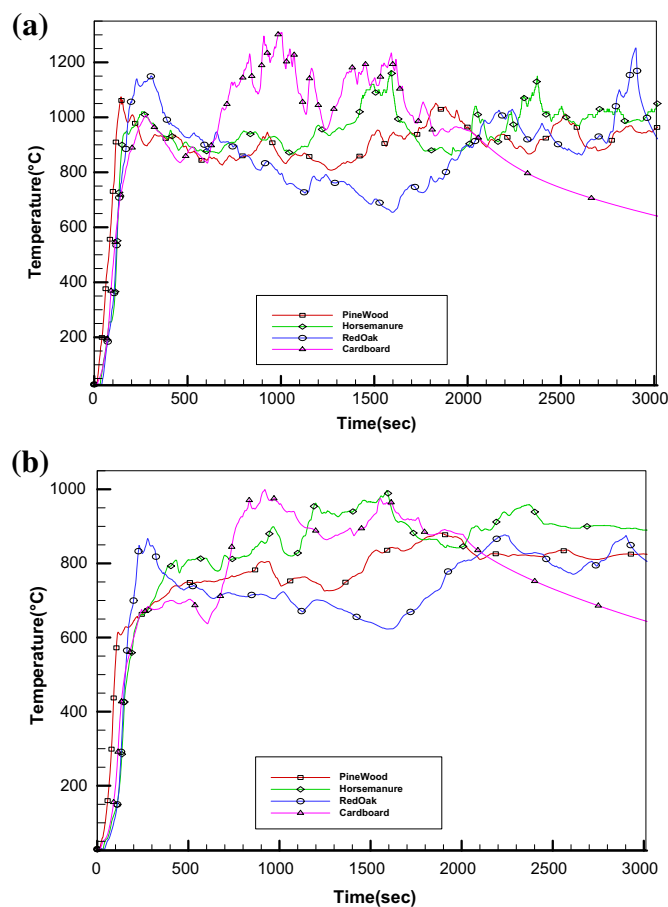 (a)
1200
1000
800
600
400
200
Temperature(°C)
PineWood
Horsemanure
RedOak
Cardboard
0 500 1000 1500 2000 2500 3000
Time(sec)
(b)
1000
800
600
400
200
Temperature(°C)
PineWood
Horsemanure
RedOak
Cardboard
0 500 1000 1500 2000 2500 3000
Time(sec)